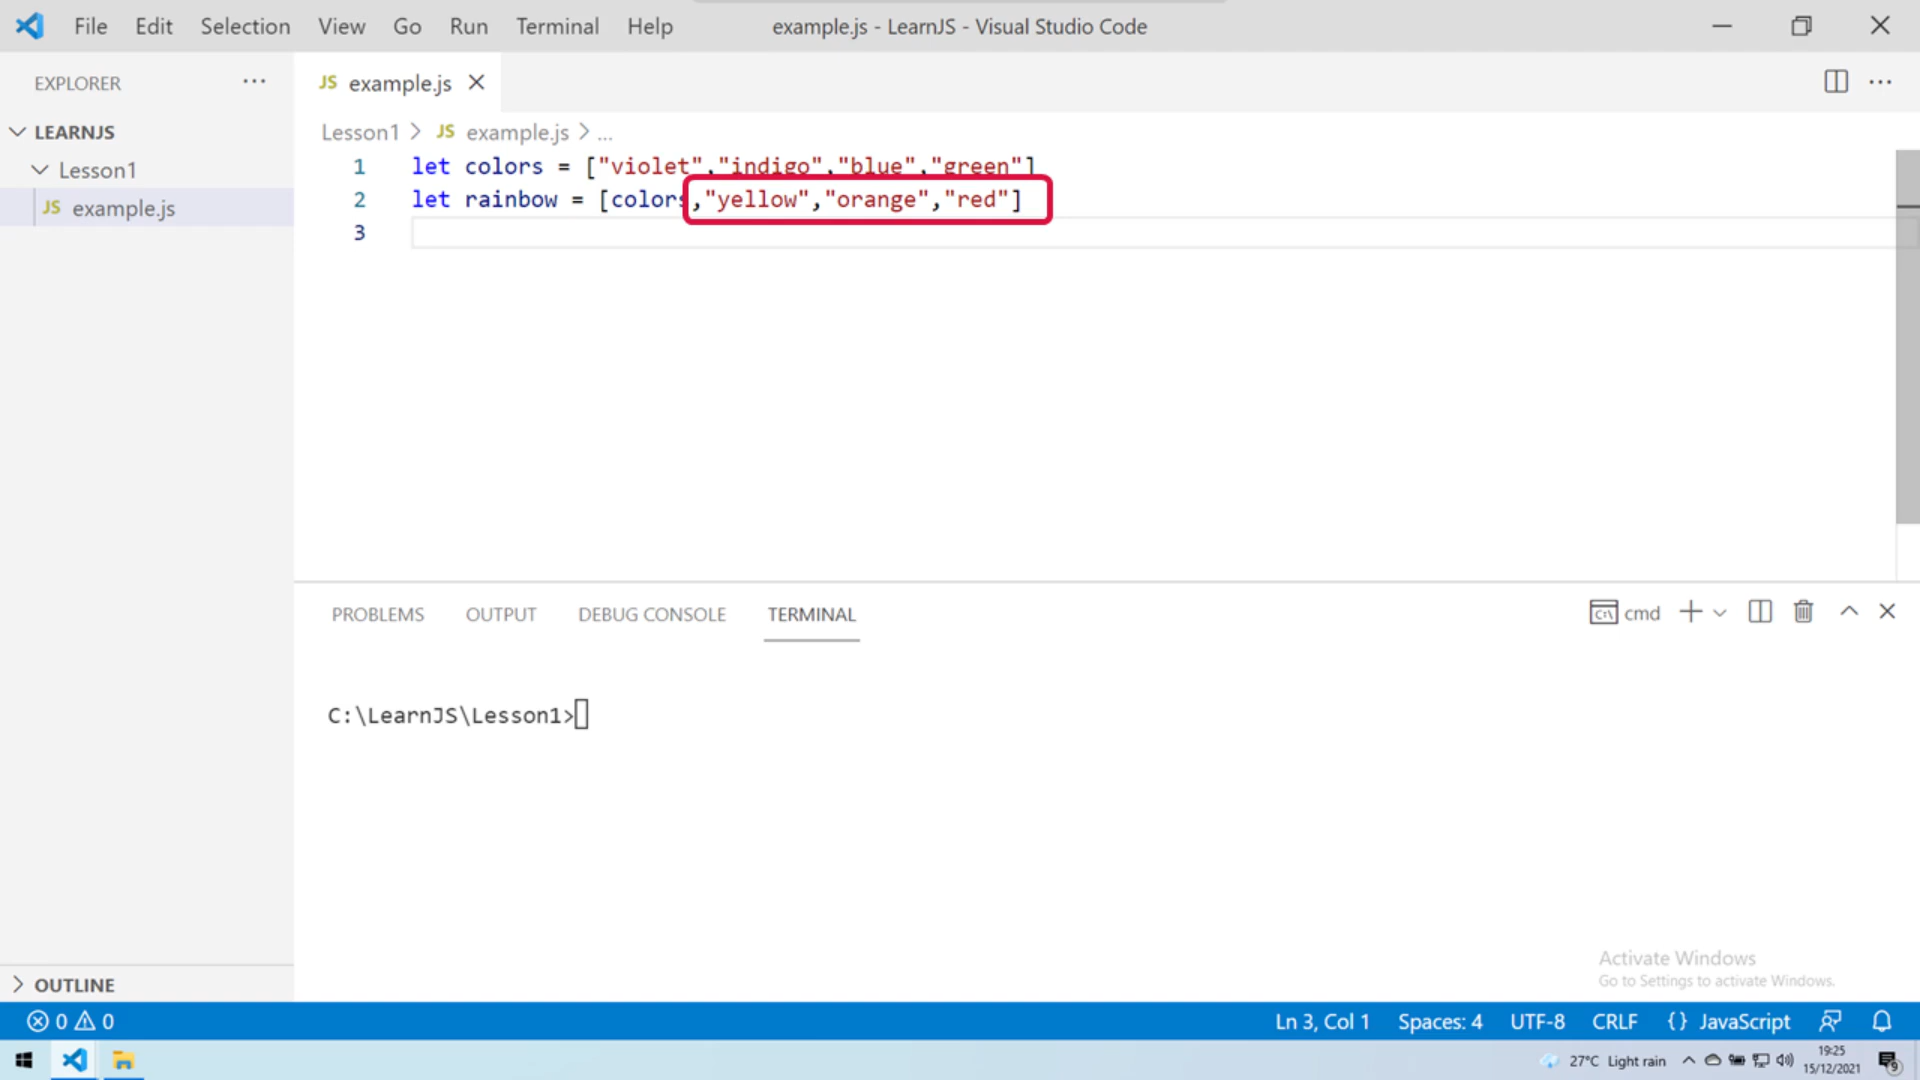 File Edit Selection View Go Run Terminal Help example.js - LearnJS - Visual Studio Code
EXPLORER
JS example.js
LEARNJS
Lesson1 > JS example.js > ...
Lesson1
JS example.js
1 let colors = ["violet","indigo","blue","green"]
2 let rainbow = [colors,"yellow","orange","red"]
3
PROBLEMS OUTPUT DEBUG CONSOLE TERMINAL cmd
C:\LearnJS\Lesson1>
Activate Windows
Go to Settings to activate Windows.
OUTLINE
0 0 Ln 3, Col 1 Spaces: 4 UTF-8 CRLF {} JavaScript
27°C Light rain 19:25
15/12/2021 9